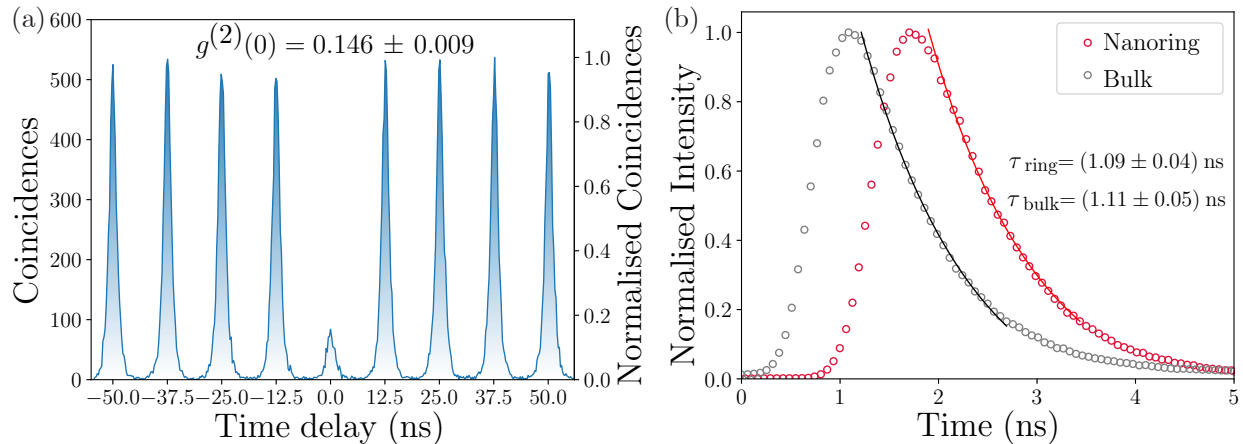 (a)
g(2)(0) = 0.146 ± 0.009
Coincidences
600
500
400
300
200
100
0
1.0
0.8
0.6
0.4
0.2
0.0
Normalised Coincidences
−50.0 −37.5 −25.0 −12.5 0.0 12.5 25.0 37.5 50.0
Time delay (ns)
(b)
Normalised Intensity
1.0
0.8
0.6
0.4
0.2
0.0
Nanoring
Bulk
τ ring= (1.09 ± 0.04) ns
τ bulk= (1.11 ± 0.05) ns
0 1 2 3 4 5
Time (ns)